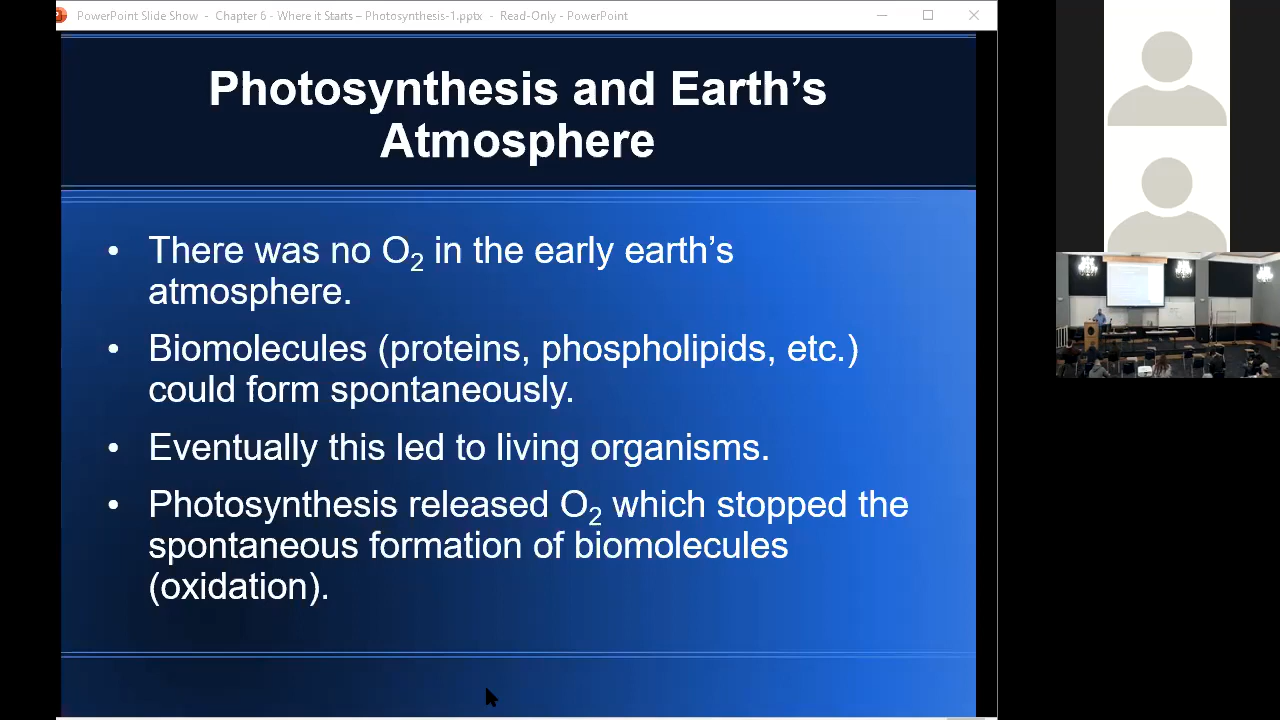 PowerPoint Slide Show - Chapter 6 - Where it Starts – Photosynthesis-1.pptx - Read-Only - PowerPoint
Photosynthesis and Earth’s
Atmosphere
• There was no O₂ in the early earth’s
atmosphere.
• Biomolecules (proteins, phospholipids, etc.)
could form spontaneously.
• Eventually this led to living organisms.
• Photosynthesis released O₂ which stopped the
spontaneous formation of biomolecules
(oxidation).